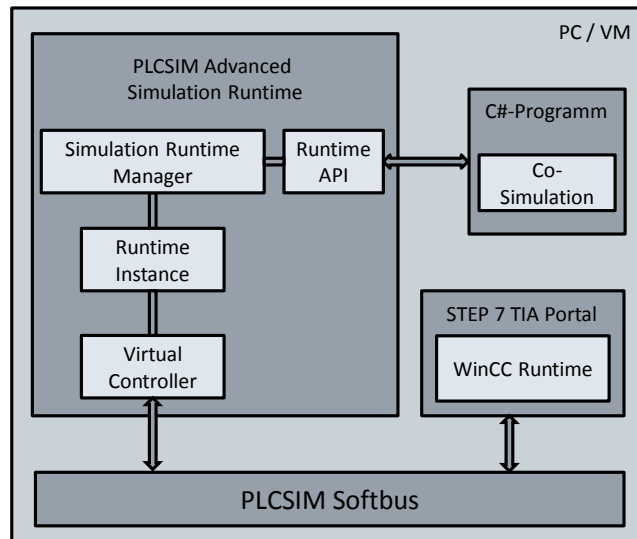 PC / VM
PLCSIM Advanced
Simulation Runtime
Simulation Runtime
Manager
Runtime
API
Runtime
Instance
Virtual
Controller
C#-Programm
Co-
Simulation
STEP 7 TIA Portal
WinCC Runtime
PLCSIM Softbus